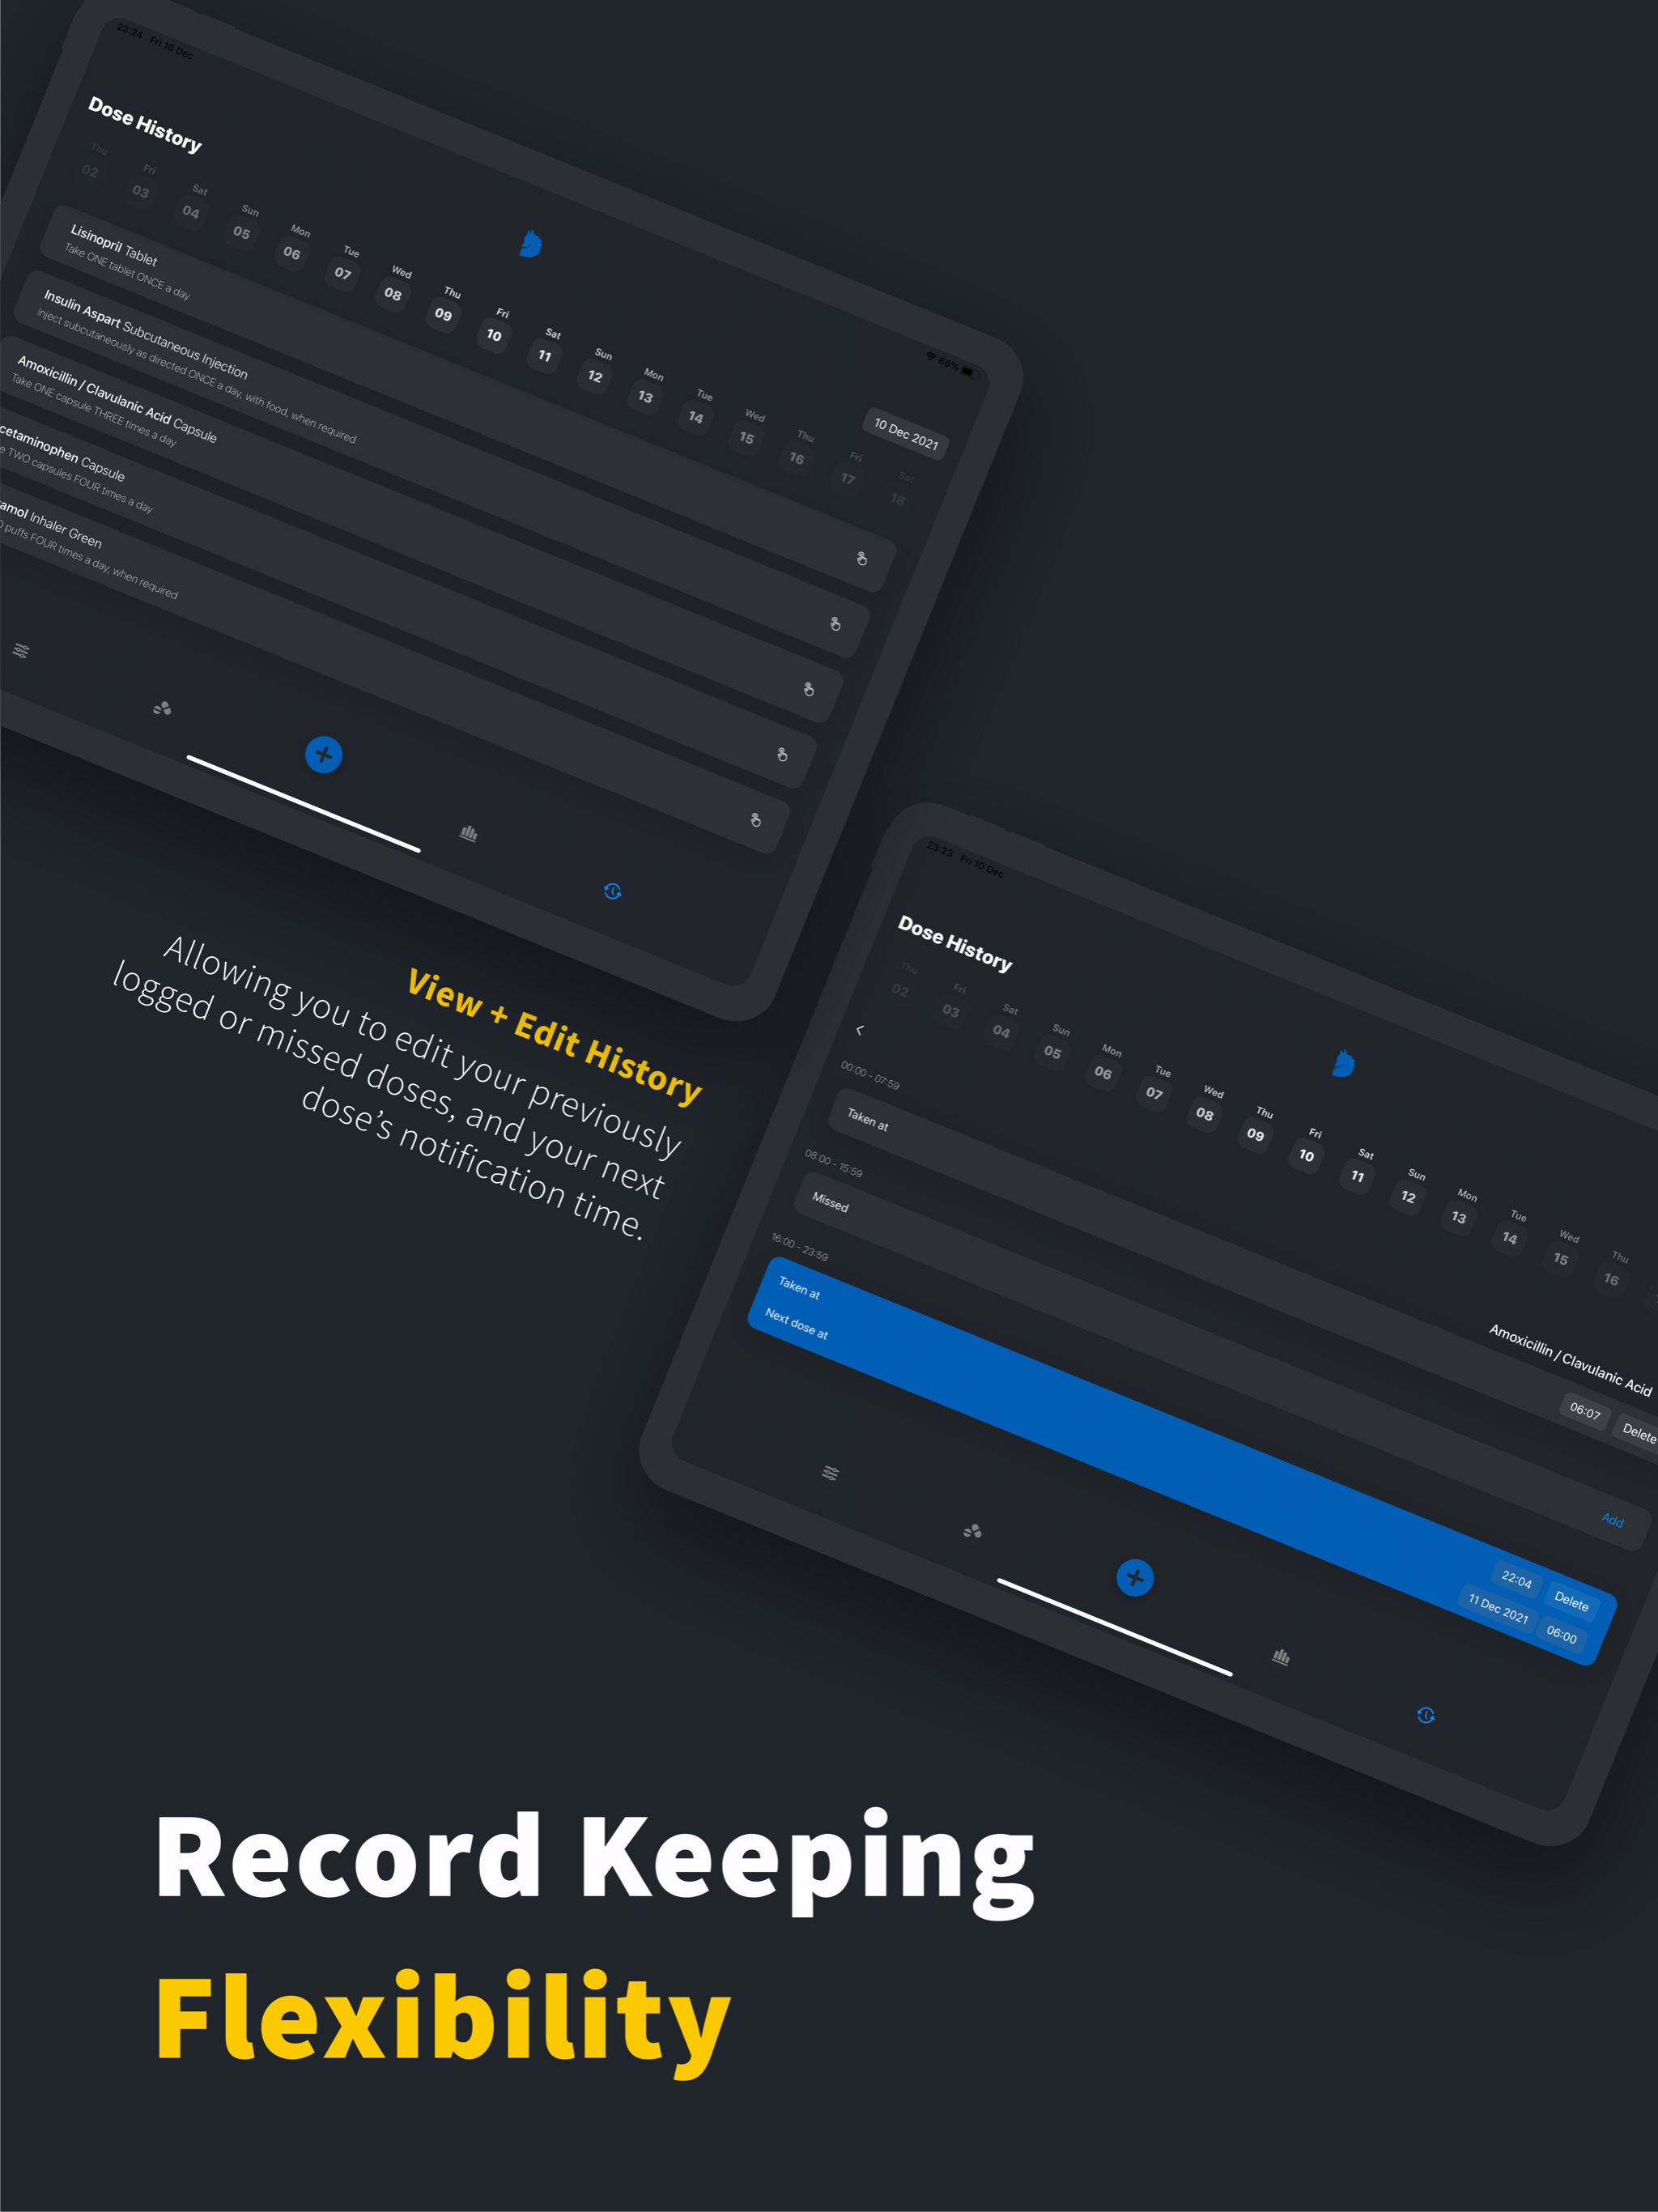 23:24 Fri 10 Dec
66%
Dose History
10 Dec 2021
Thu Fri Sat Sun Mon Tue Wed Thu Fri Sat Sun Mon Tue Wed Thu Fri Sat
02 03 04 05 06 07 08 09 10 11 12 13 14 15 16 17 18
Lisinopril Tablet
Take ONE tablet ONCE a day
Insulin Aspart Subcutaneous Injection
Inject subcutaneously as directed ONCE a day, with food, when required
Amoxicillin / Clavulanic Acid Capsule
Take ONE capsule THREE times a day
cetaminophen Capsule
e TWO capsules FOUR times a day
amol Inhaler Green
puffs FOUR times a day, when required
View + Edit History
Allowing you to edit your previously
logged or missed doses, and your next
dose’s notification time.
23:23 Fri 10 Dec
Dose History
Thu Fri Sat Sun Mon Tue Wed Thu Fri Sat Sun Mon Tue Wed Thu
02 03 04 05 06 07 08 09 10 11 12 13 14 15 16
Amoxicillin / Clavulanic Acid
00:00 - 07:59
Taken at 06:07 Delete
08:00 - 15:59
Missed Add
16:00 - 23:59
Taken at 22:04 Delete
Next dose at 11 Dec 2021 06:00
Record Keeping
Flexibility